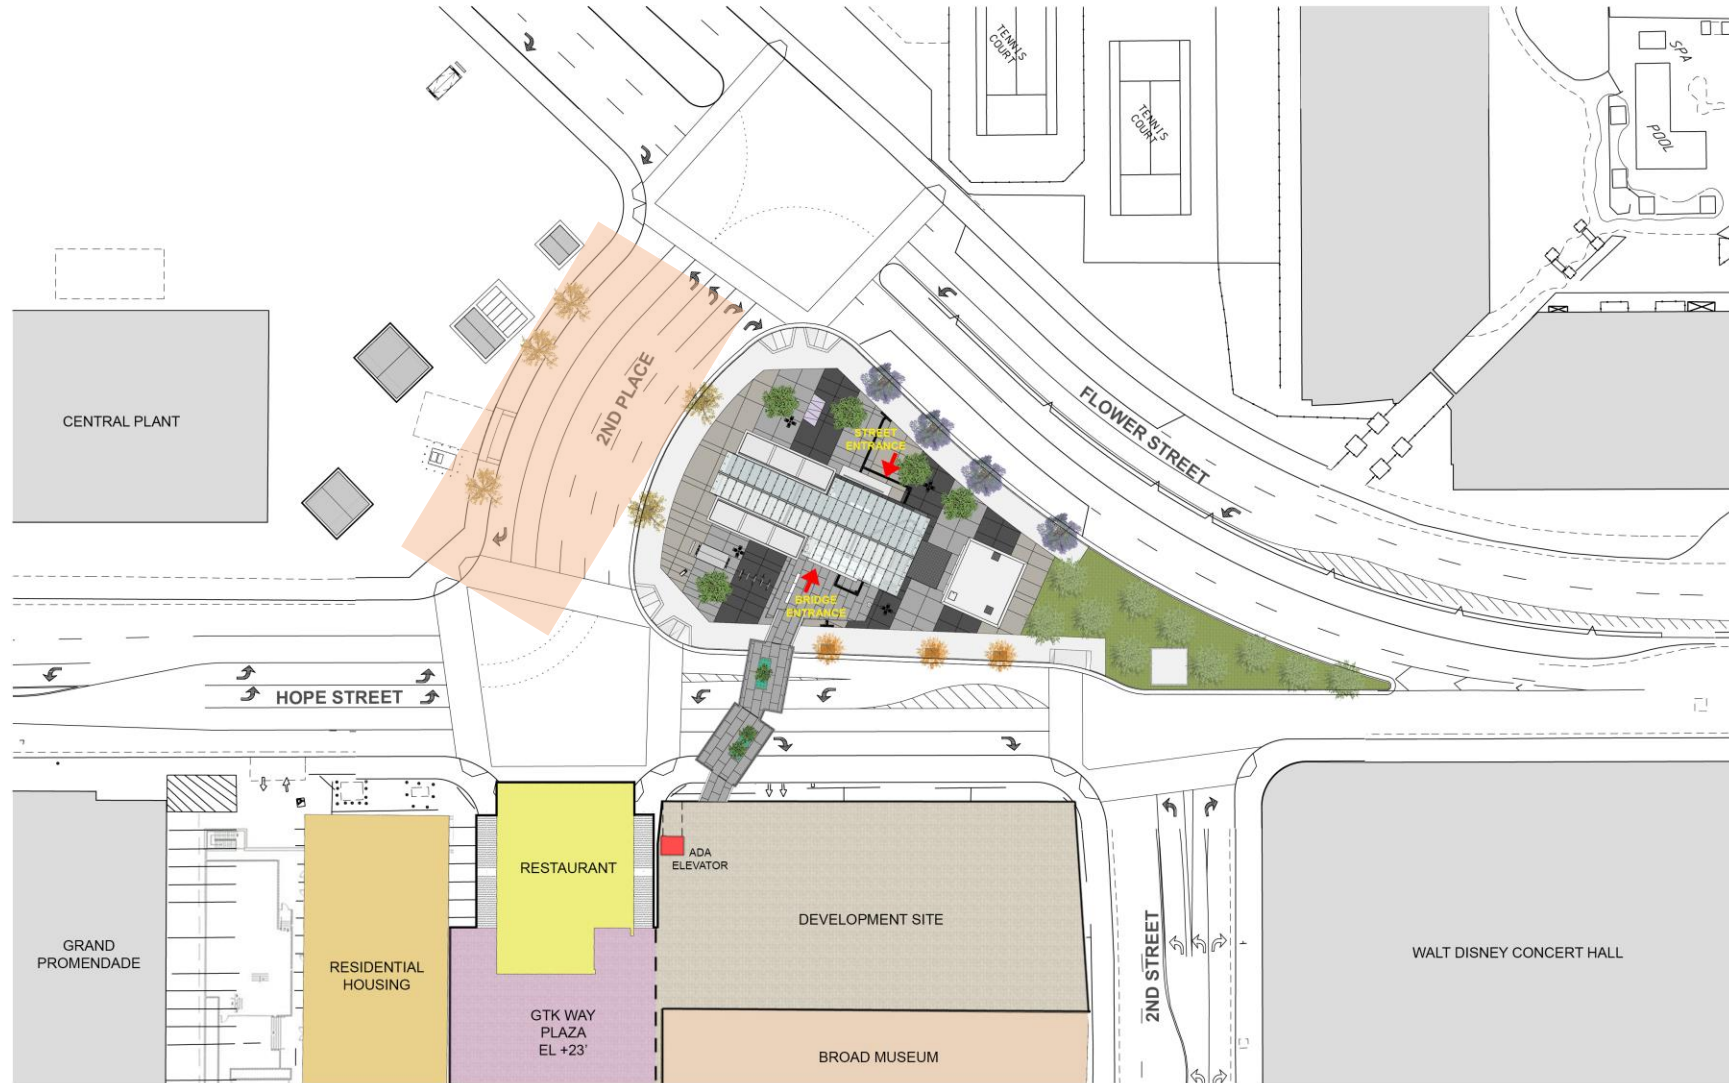 TENNIS
COURT
TENNIS
COURT
SPA
POOL
CENTRAL PLANT
2ND PLACE
FLOWER STREET
STREET
ENTRANCE
BRIDGE
ENTRANCE
HOPE STREET
RESTAURANT
ADA
ELEVATOR
DEVELOPMENT SITE
2ND STREET
WALT DISNEY CONCERT HALL
GRAND
PROMENDADE
RESIDENTIAL
HOUSING
GTK WAY
PLAZA
EL +23'
BROAD MUSEUM